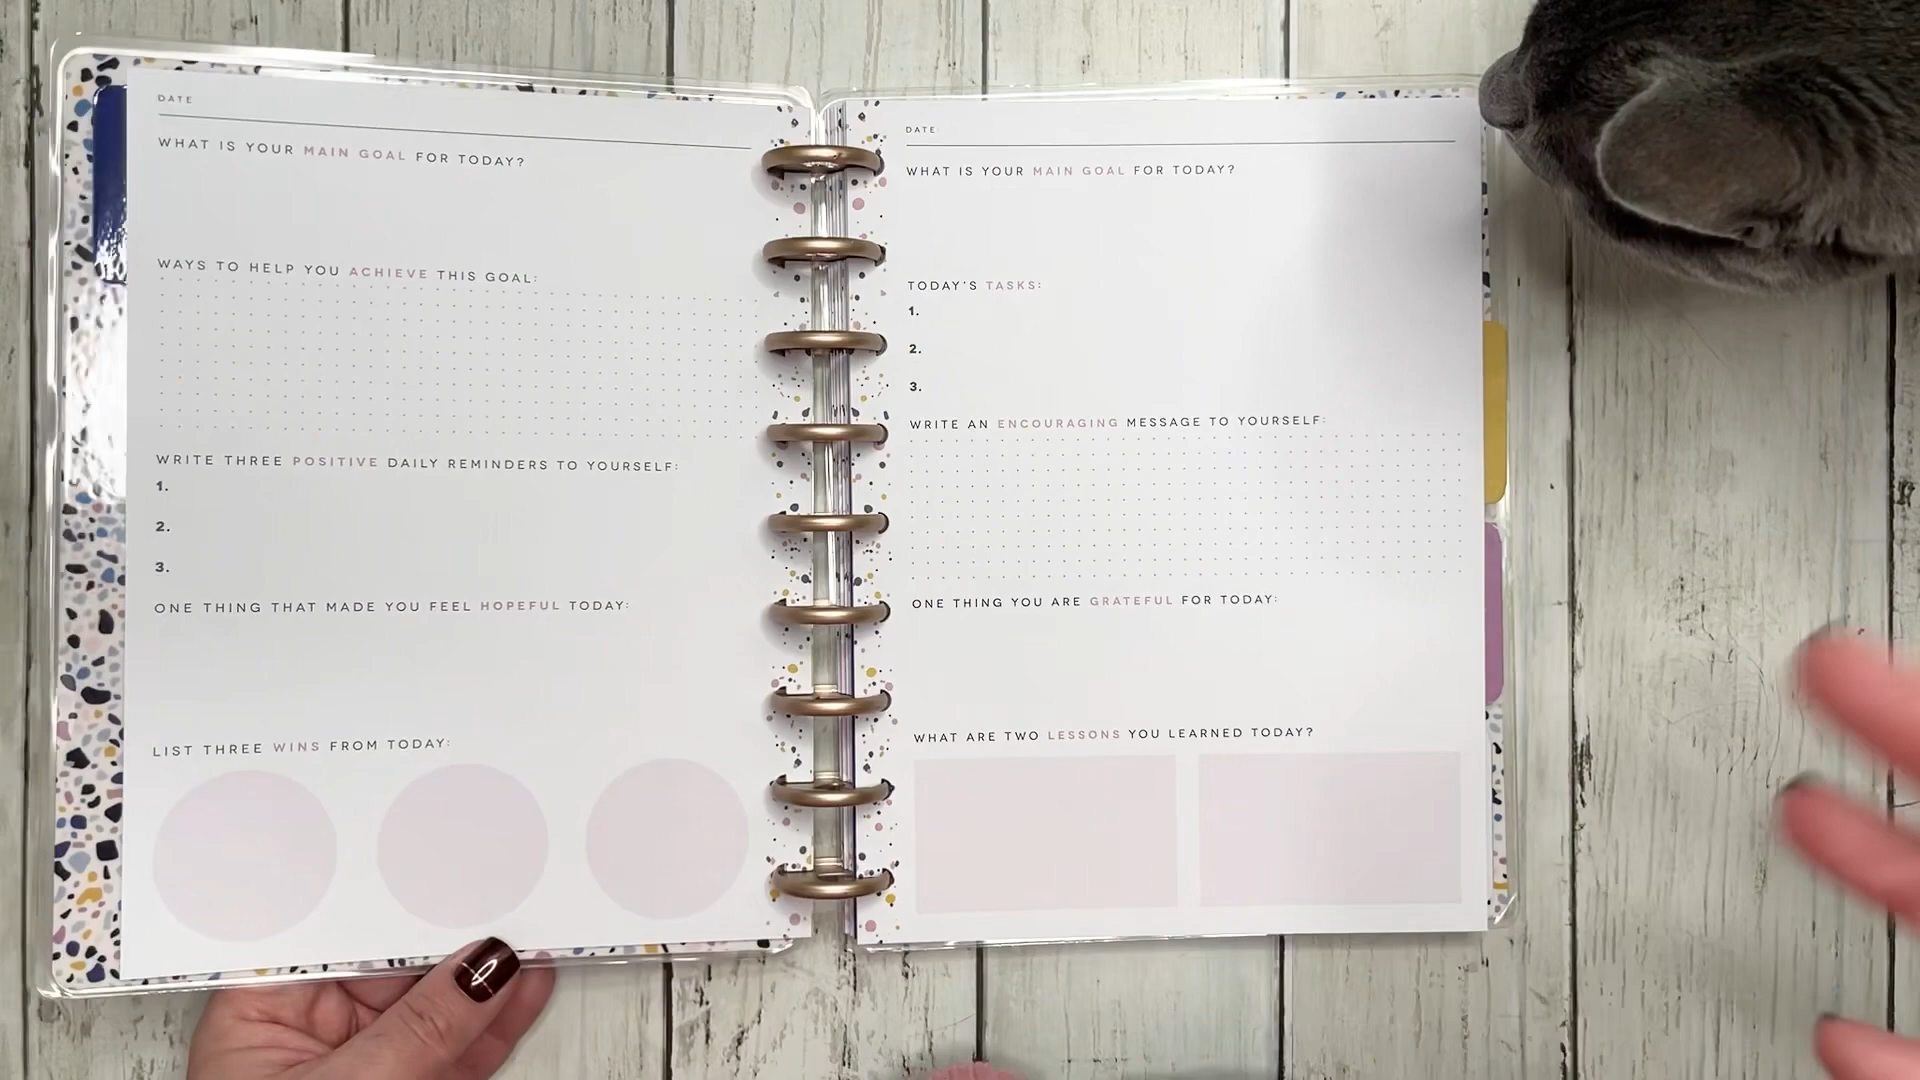 DATE
WHAT IS YOUR MAIN GOAL FOR TODAY?
WAYS TO HELP YOU ACHIEVE THIS GOAL:
WRITE THREE POSITIVE DAILY REMINDERS TO YOURSELF:
1.
2.
3.
ONE THING THAT MADE YOU FEEL HOPEFUL TODAY:
LIST THREE WINS FROM TODAY:
DATE
WHAT IS YOUR MAIN GOAL FOR TODAY?
TODAY'S TASKS:
1.
2.
3.
WRITE AN ENCOURAGING MESSAGE TO YOURSELF:
ONE THING YOU ARE GRATEFUL FOR TODAY:
WHAT ARE TWO LESSONS YOU LEARNED TODAY?